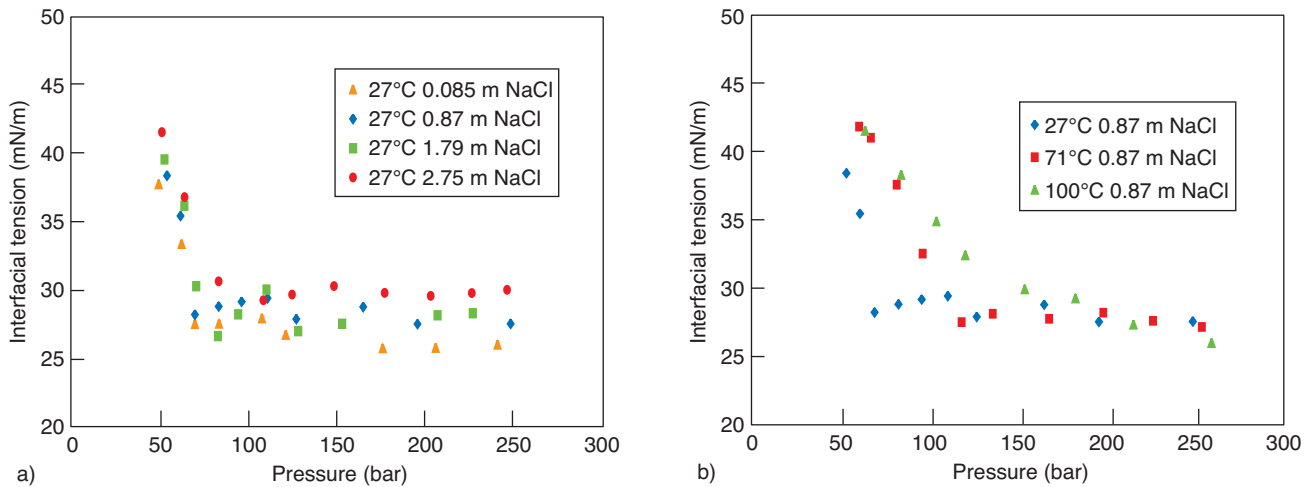 50
45
40
35
30
25
20
Interfacial tension (mN/m)
27°C 0.085 m NaCl
27°C 0.87 m NaCl
27°C 1.79 m NaCl
27°C 2.75 m NaCl
0 50 100 150 200 250 300
a) Pressure (bar)
50
45
40
35
30
25
20
Interfacial tension (mN/m)
27°C 0.87 m NaCl
71°C 0.87 m NaCl
100°C 0.87 m NaCl
0 50 100 150 200 250 300
b) Pressure (bar)